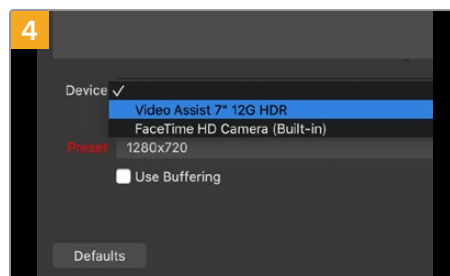 4
Device ✓
Video Assist 7" 12G HDR
FaceTime HD Camera (Built-in)
Preset 1280x720
Use Buffering
Defaults